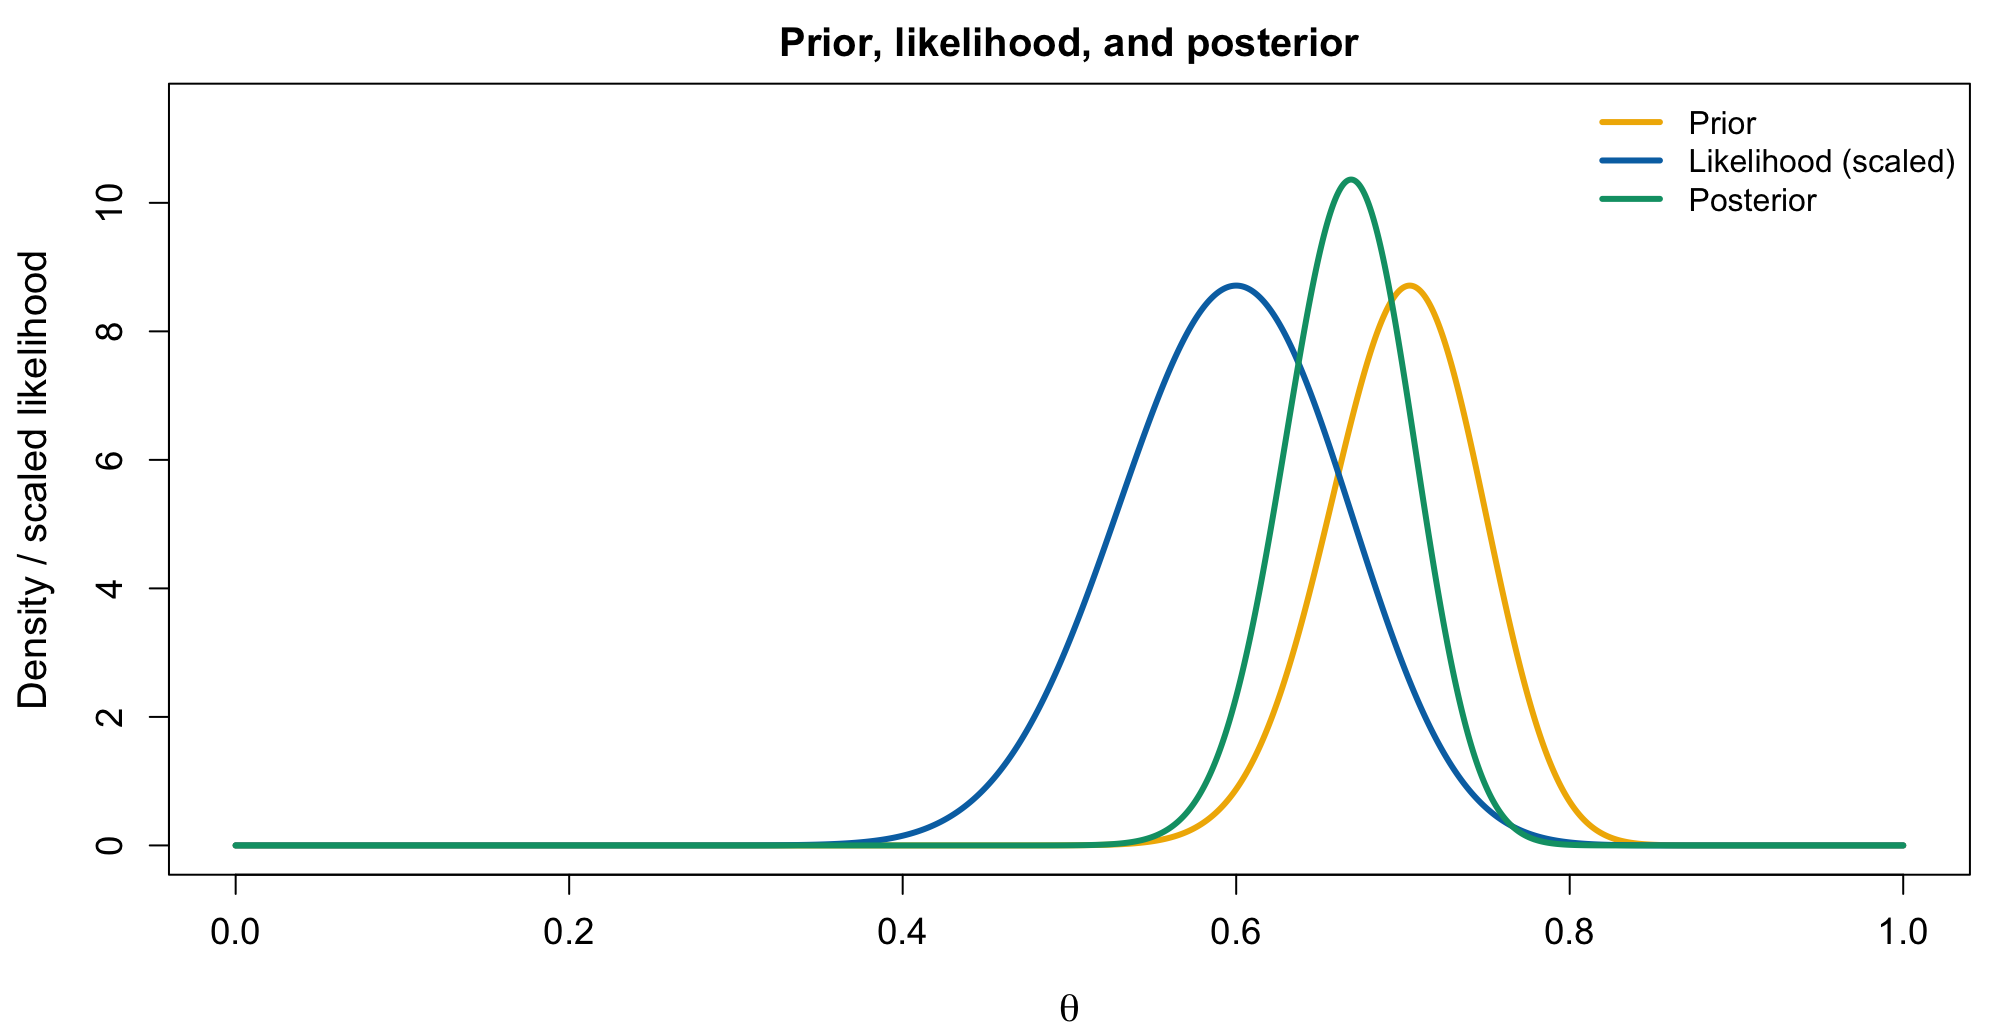 Prior, likelihood, and posterior
Prior
Likelihood (scaled)
Posterior
Density / scaled likelihood
10
8
6
4
2
0
0.0 0.2 0.4 0.6 0.8 1.0
θ